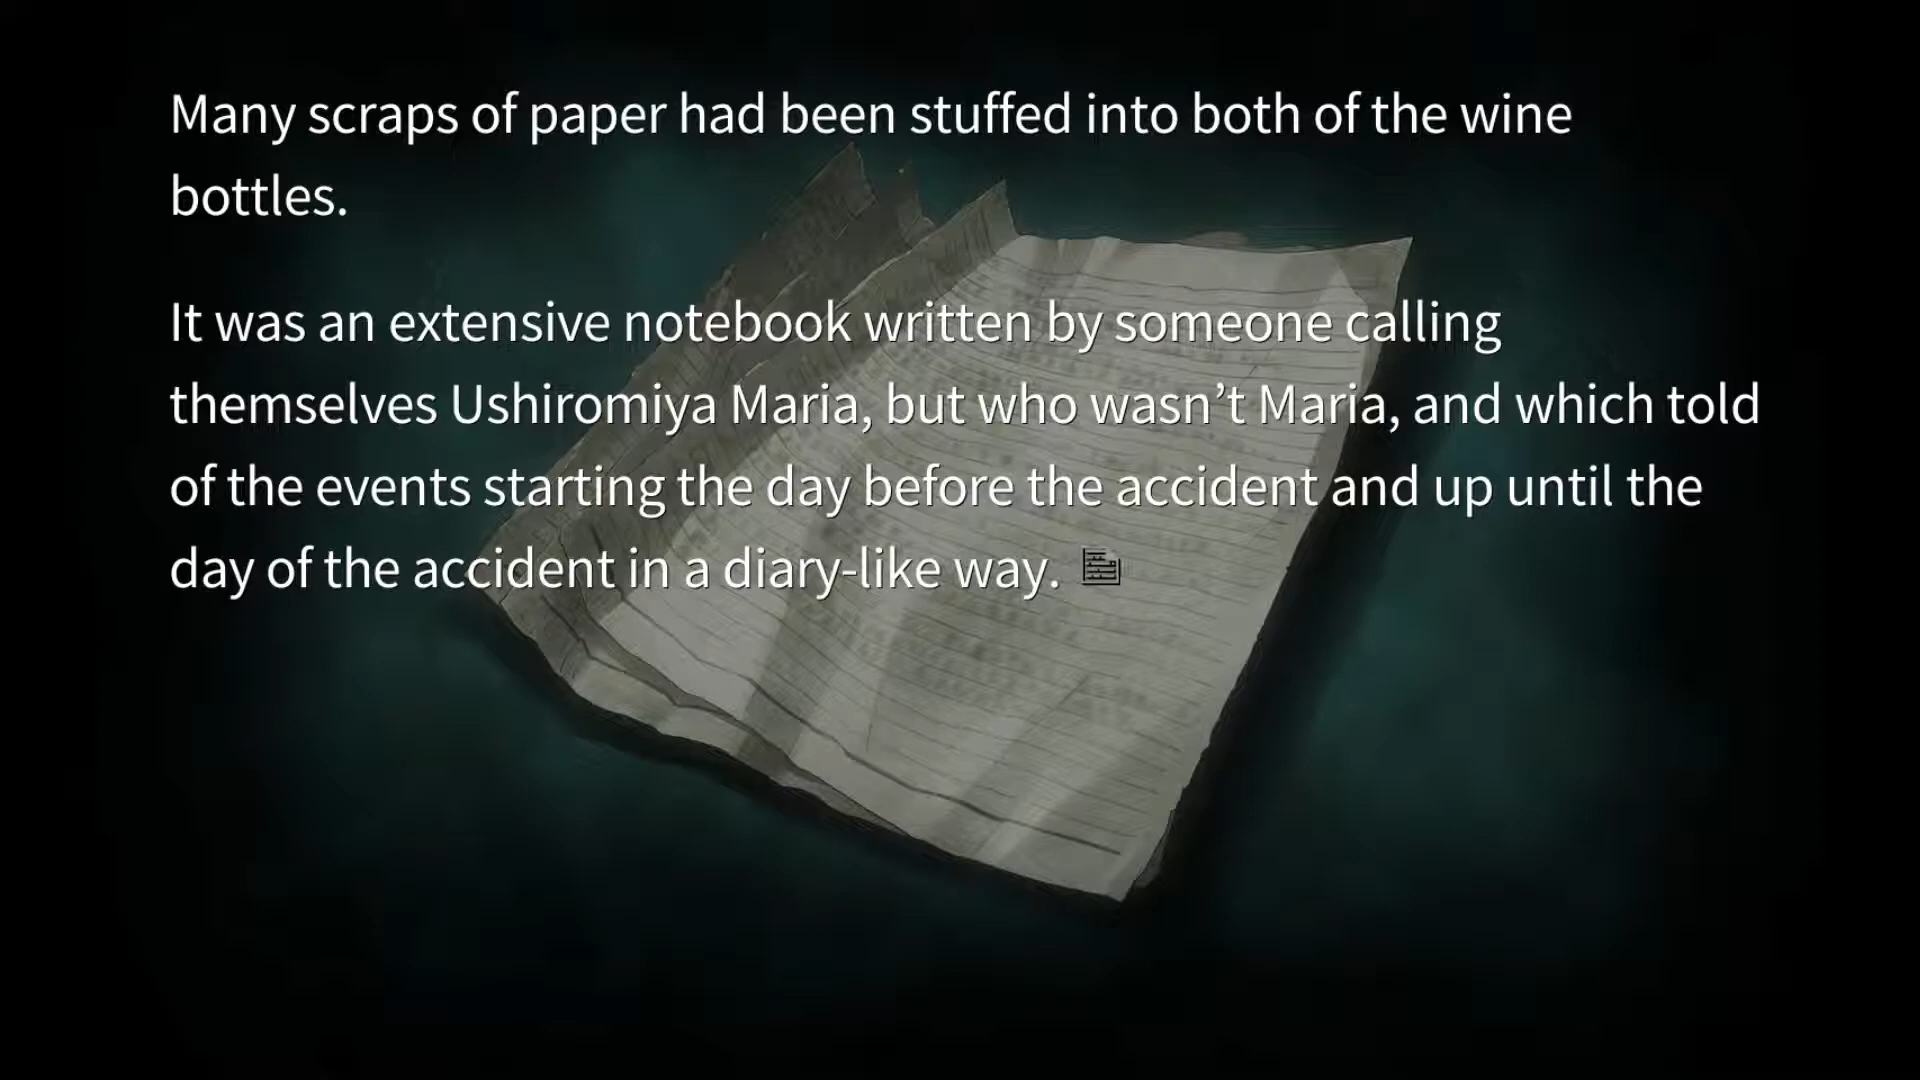 Many scraps of paper had been stuffed into both of the wine
bottles.
It was an extensive notebook written by someone calling
themselves Ushiromiya Maria, but who wasn’t Maria, and which told
of the events starting the day before the accident and up until the
day of the accident in a diary-like way.